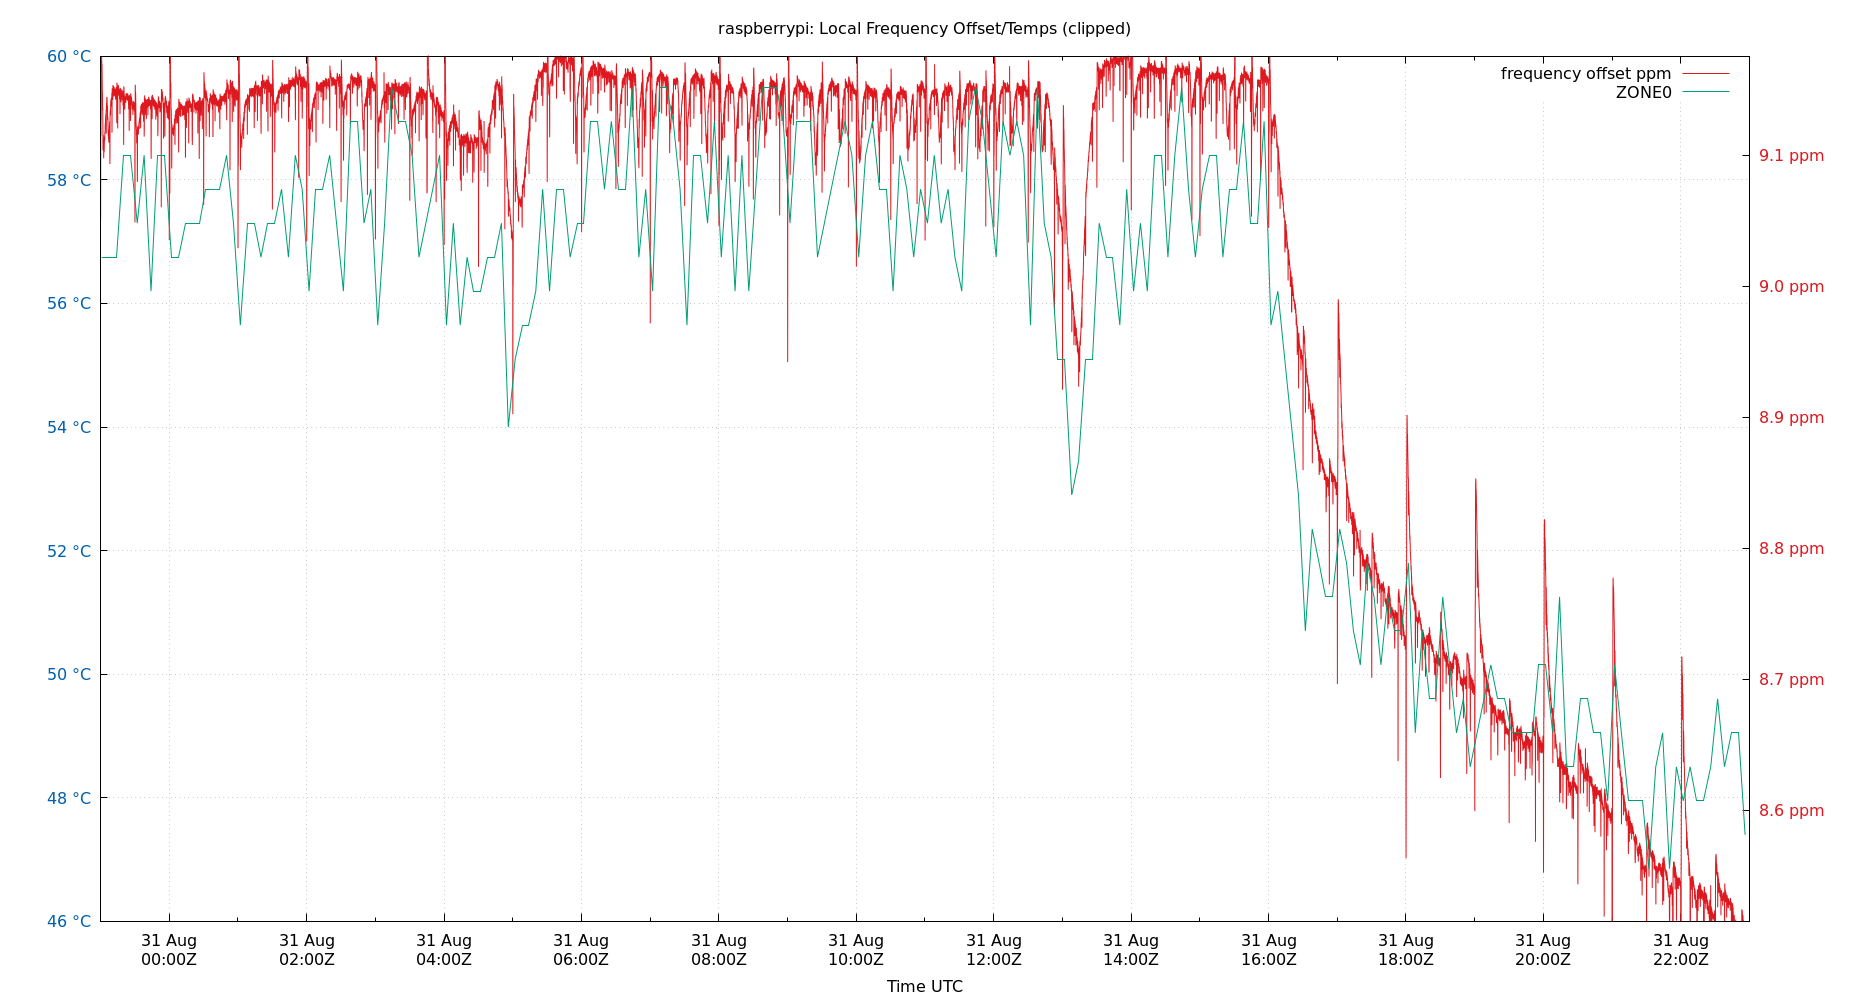 raspberrypi: Local Frequency Offset/Temps (clipped)
frequency offset ppm
ZONE0
60 °C
58 °C
56 °C
54 °C
52 °C
50 °C
48 °C
46 °C
9.1 ppm
9.0 ppm
8.9 ppm
8.8 ppm
8.7 ppm
8.6 ppm
31 Aug 31 Aug 31 Aug 31 Aug 31 Aug 31 Aug 31 Aug 31 Aug 31 Aug 31 Aug 31 Aug 31 Aug
00:00Z 02:00Z 04:00Z 06:00Z 08:00Z 10:00Z 12:00Z 14:00Z 16:00Z 18:00Z 20:00Z 22:00Z
Time UTC